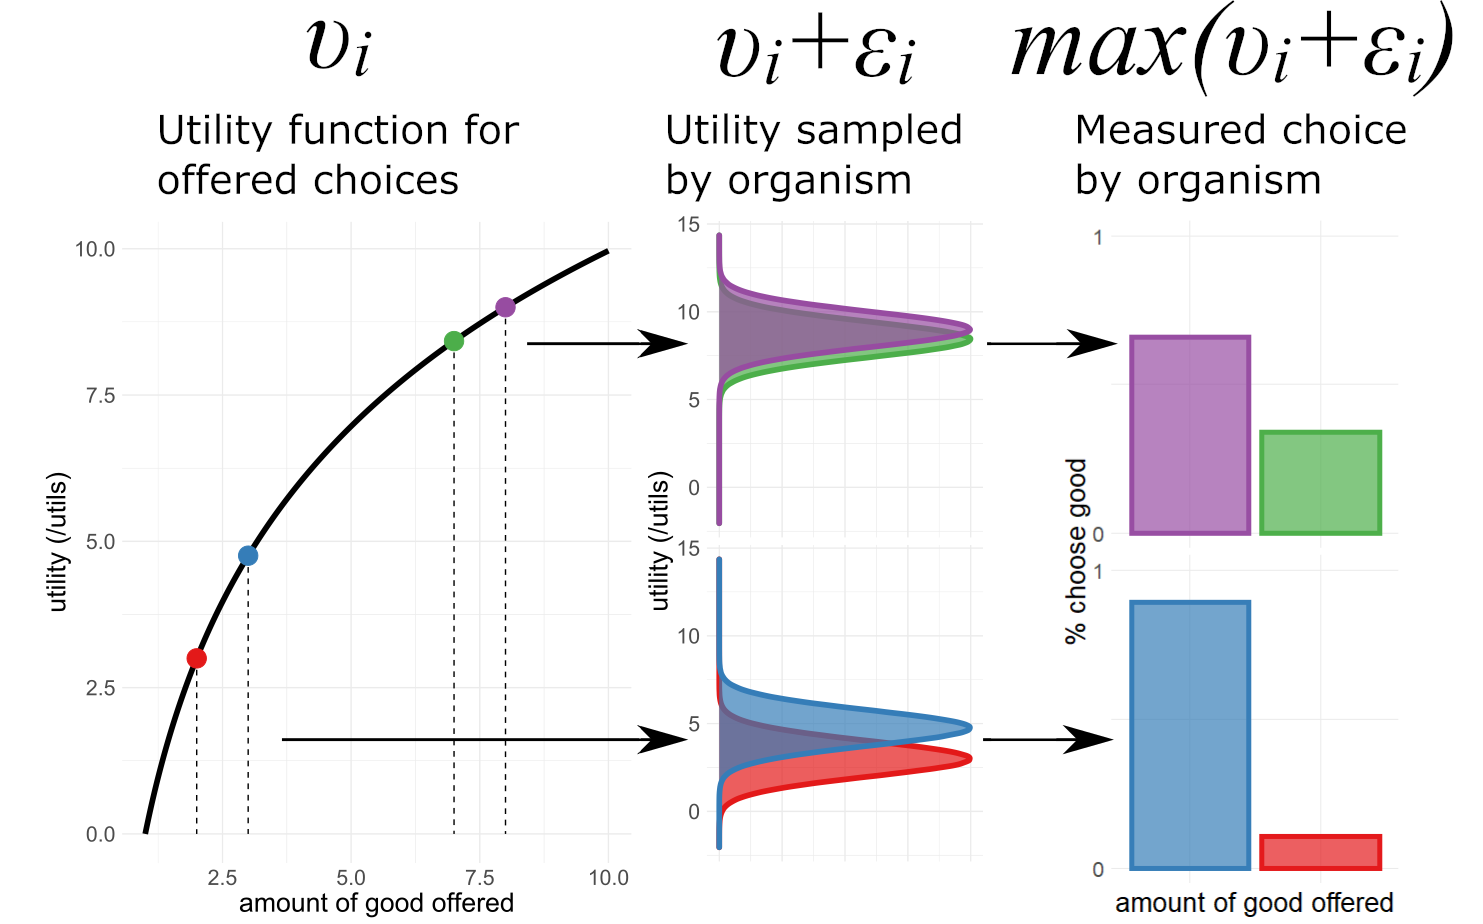 υi
υi+εi
max(υi+εi)
Utility function for
offered choices
Utility sampled
by organism
Measured choice
by organism
10.0
7.5
5.0
2.5
0.0
utility (/utils)
2.5 5.0 7.5 10.0
amount of good offered
15
10
5
0
utility (/utils)
15
10
5
0
1
0
% choose good
1
0
amount of good offered